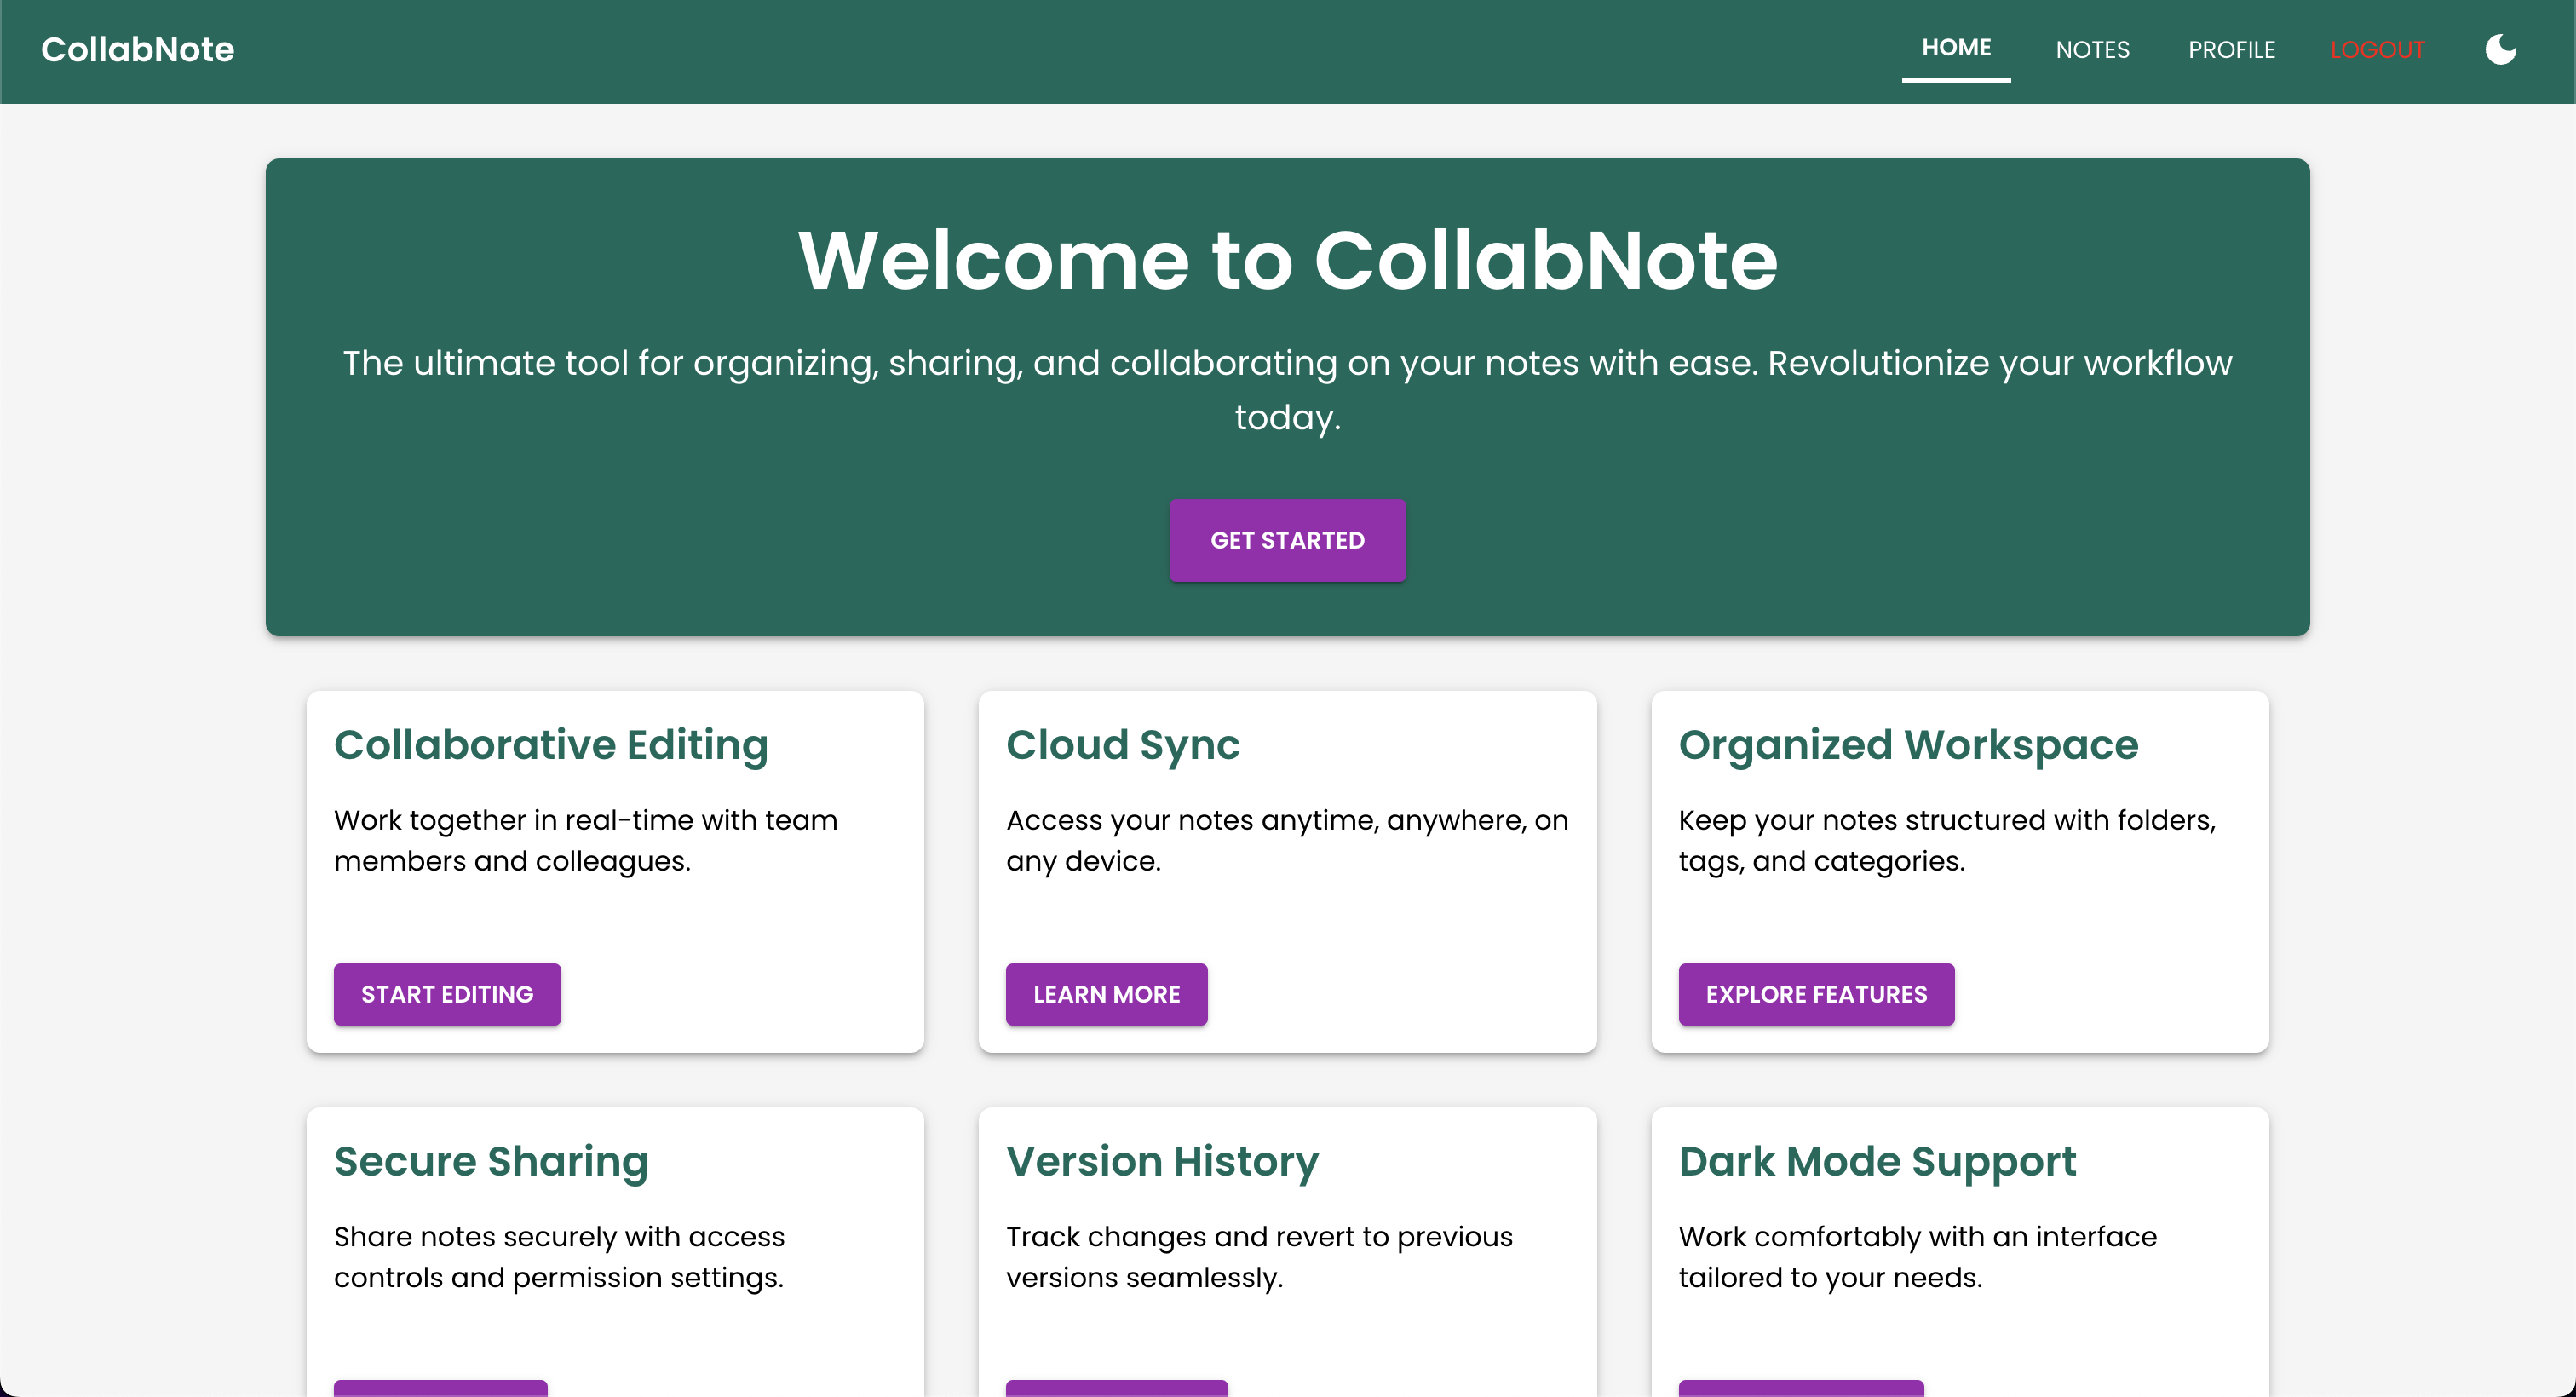 CollabNote
HOME
NOTES
PROFILE
LOGOUT
Welcome to CollabNote
The ultimate tool for organizing, sharing, and collaborating on your notes with ease. Revolutionize your workflow
today.
GET STARTED
Collaborative Editing
Work together in real-time with team
members and colleagues.
START EDITING
Cloud Sync
Access your notes anytime, anywhere, on
any device.
LEARN MORE
Organized Workspace
Keep your notes structured with folders,
tags, and categories.
EXPLORE FEATURES
Secure Sharing
Share notes securely with access
controls and permission settings.
Version History
Track changes and revert to previous
versions seamlessly.
Dark Mode Support
Work comfortably with an interface
tailored to your needs.